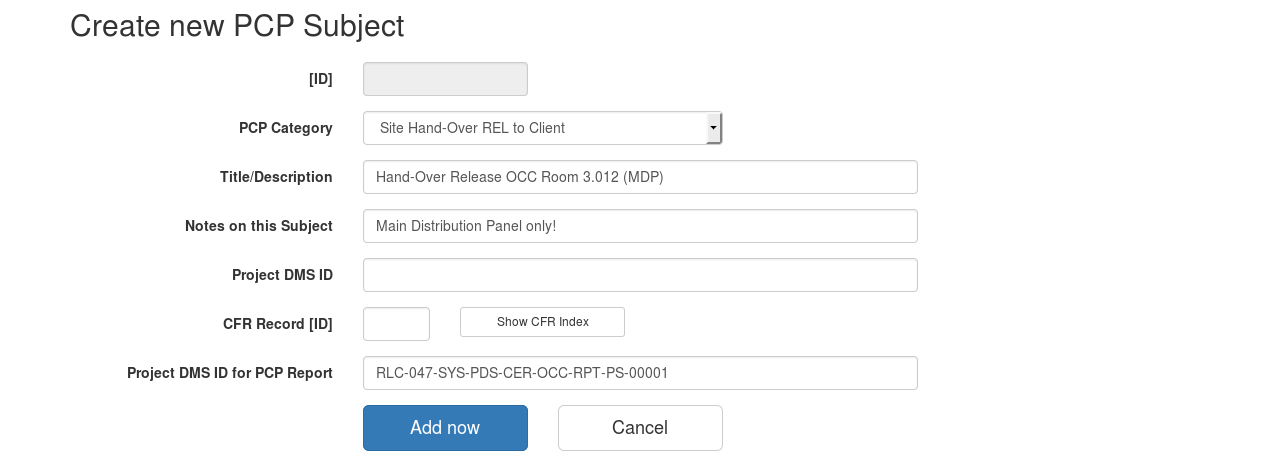 Create new PCP Subject
[ID]
PCP Category Site Hand-Over REL to Client
Title/Description Hand-Over Release OCC Room 3.012 (MDP)
Notes on this Subject Main Distribution Panel only!
Project DMS ID
CFR Record [ID] Show CFR Index
Project DMS ID for PCP Report RLC-047-SYS-PDS-CER-OCC-RPT-PS-00001
Add now Cancel